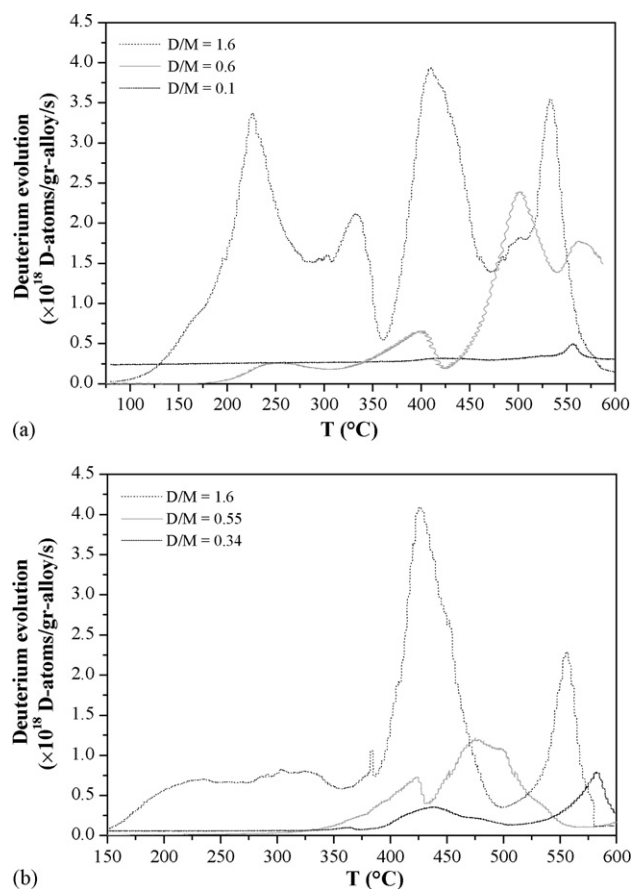 4.5
4.0
3.5
3.0
2.5
2.0
1.5
1.0
0.5
0.0
Deuterium evolution
(×10¹⁸ D-atoms/gr-alloy/s)
D/M = 1.6
D/M = 0.6
D/M = 0.1
100 150 200 250 300 350 400 450 500 550 600
(a)
T (°C)
4.5
4.0
3.5
3.0
2.5
2.0
1.5
1.0
0.5
0.0
Deuterium evolution
(×10¹⁸ D-atoms/gr-alloy/s)
D/M = 1.6
D/M = 0.55
D/M = 0.34
150 200 250 300 350 400 450 500 550 600
(b)
T (°C)